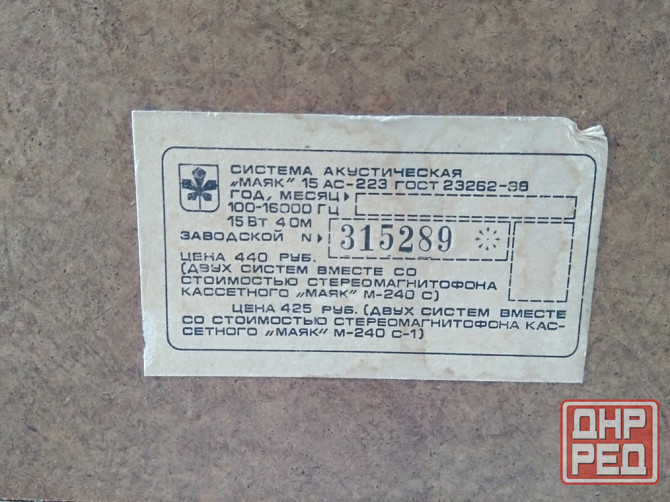 СИСТЕМА АКУСТИЧЕСКАЯ
„МАЯК" 15 АС-223 ГОСТ 23262-88
ГОД, МЕСЯЦ
100-16000 ГЦ
15 ВТ 4 ОМ
ЗАВОДСКОЙ N 315289
ЦЕНА 440 РУБ.
(ДВУХ СИСТЕМ ВМЕСТЕ СО
СТОИМОСТЬЮ СТЕРЕОМАГНИТОФОНА
КАССЕТНОГО „МАЯК" М-240 С)
ЦЕНА 425 РУБ. (ДВУХ СИСТЕМ ВМЕСТЕ
СО СТОИМОСТЬЮ СТЕРЕОМАГНИТОФОНА КАС-
СЕТНОГО „МАЯК" М-240 С-1)
ДНР
РЕД